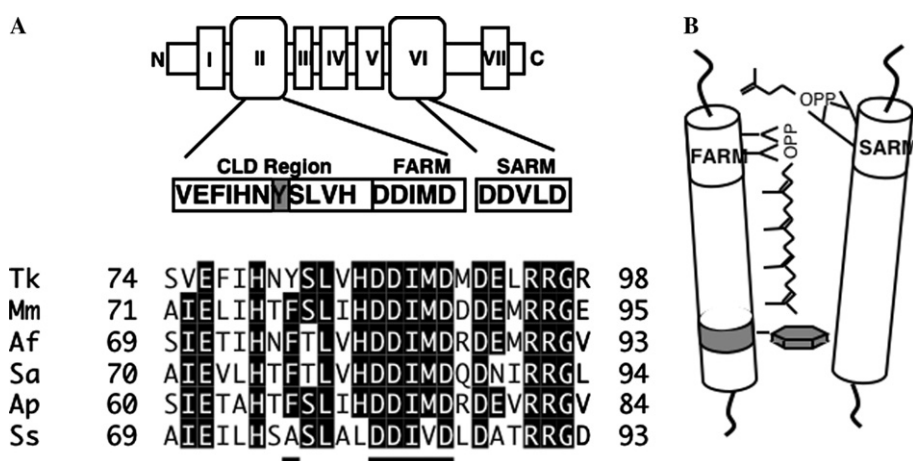 A
N I II III IV V VI VII C
CLD Region FARM SARM
VEFIHNYSLVH DDIMD DDVLD
Tk 74 SVEFIHNYSLVHDDIMDMDELRRGR 98
Mm 71 AIELIHTFSLIHDDIMDDDEMRRGE 95
Af 69 SIETIHNFTLVHDDIMDRDEMRRGV 93
Sa 70 AIEVLHTFTLVHDDIMDQDNIRRGL 94
Ap 60 SIETAHTFSLIHDDIMDRDEVRRGV 84
Ss 69 AIEILHSASLALDDIVDLDATRRGD 93
B
OPP
FARM
OPP
SARM